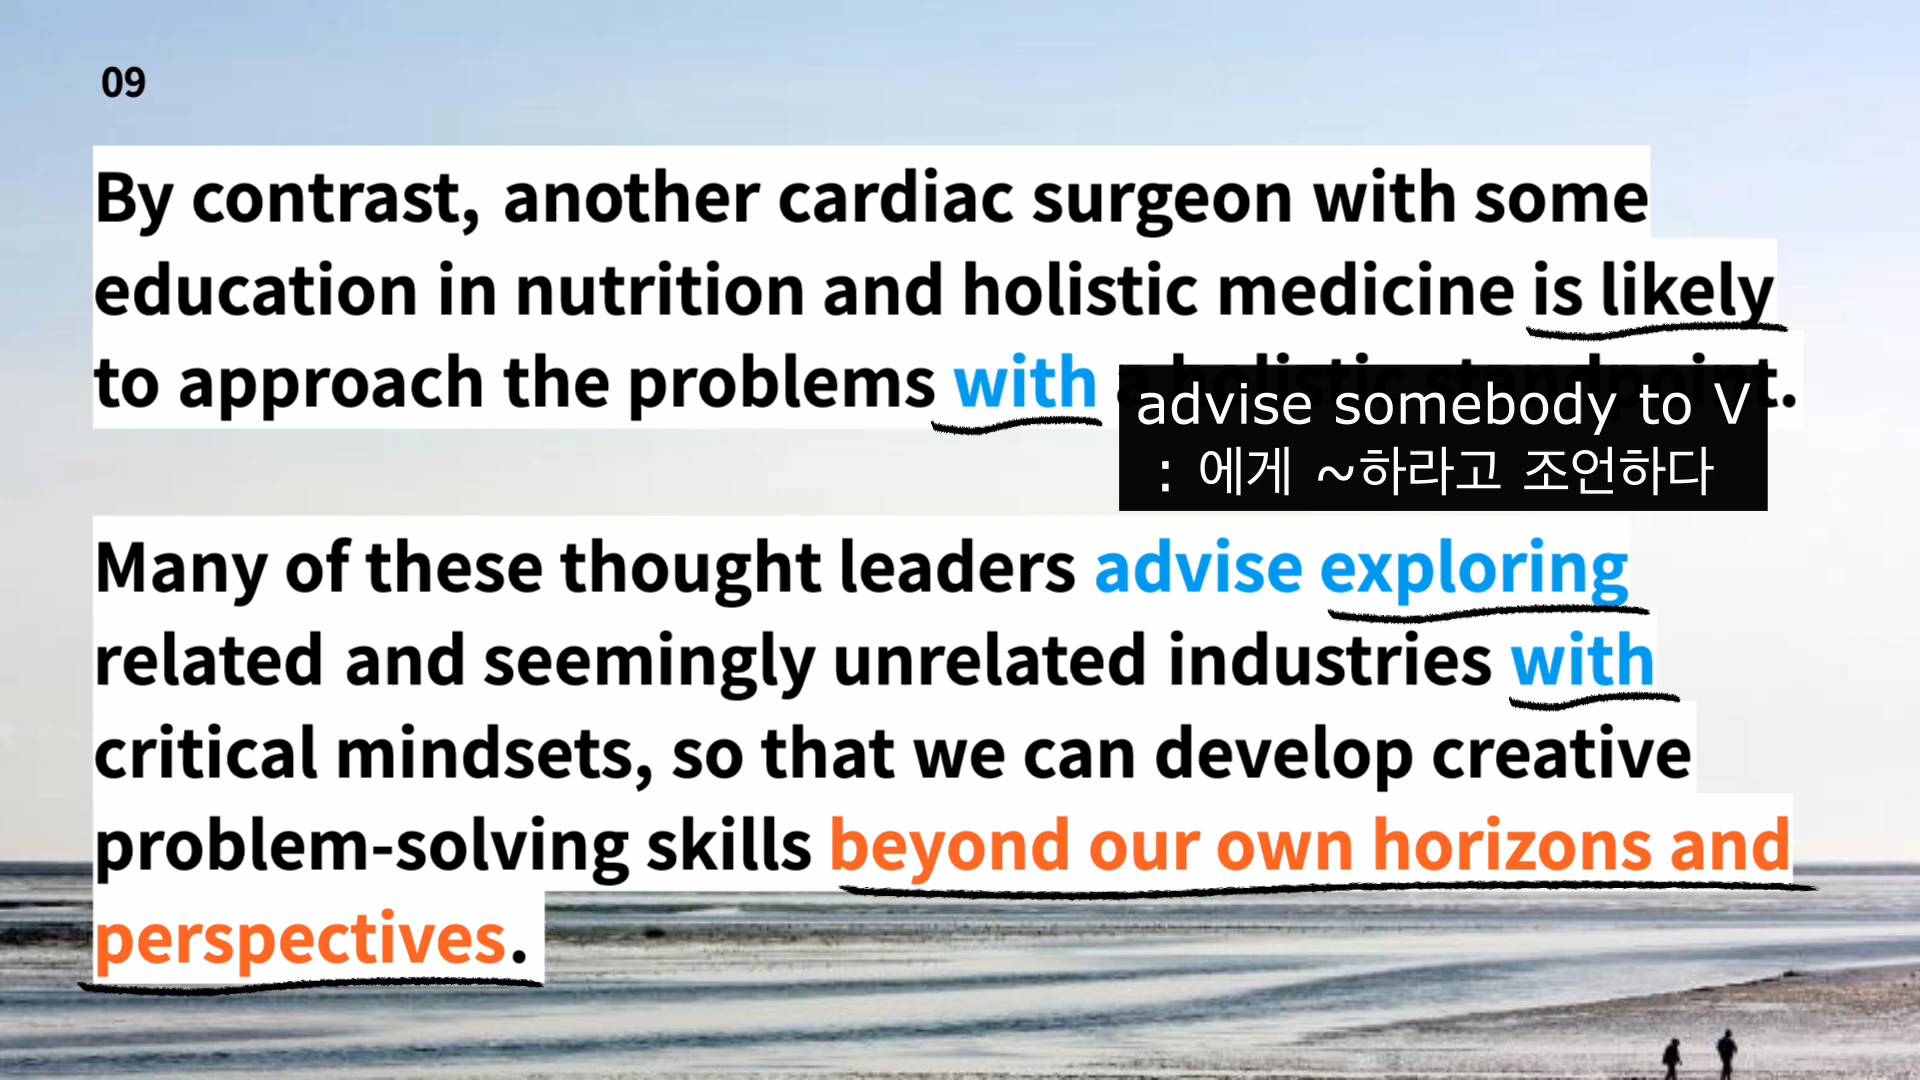 09
By contrast, another cardiac surgeon with some
education in nutrition and holistic medicine is likely
to approach the problems with a holistic standpoint.
advise somebody to V
: 에게 ~하라고 조언하다
Many of these thought leaders advise exploring
related and seemingly unrelated industries with
critical mindsets, so that we can develop creative
problem-solving skills beyond our own horizons and
perspectives.